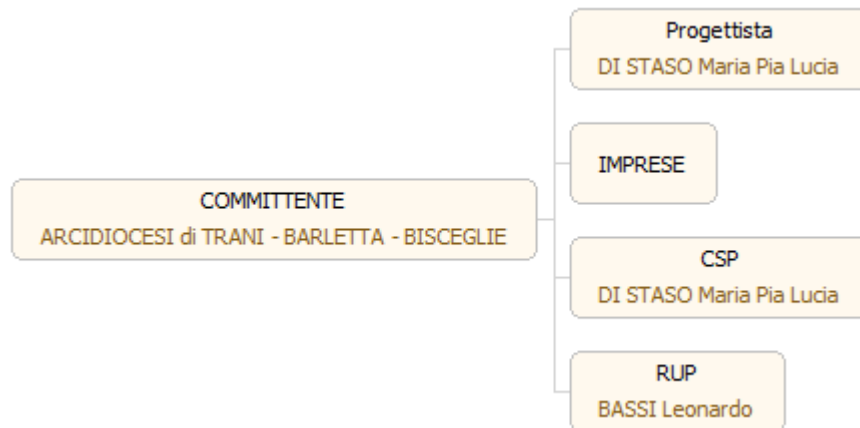 Progettista
DI STASO Maria Pia Lucia
IMPRESE
COMMITTENTE
ARCIDIOCESI di TRANI - BARLETTA - BISCEGLIE
CSP
DI STASO Maria Pia Lucia
RUP
BASSI Leonardo